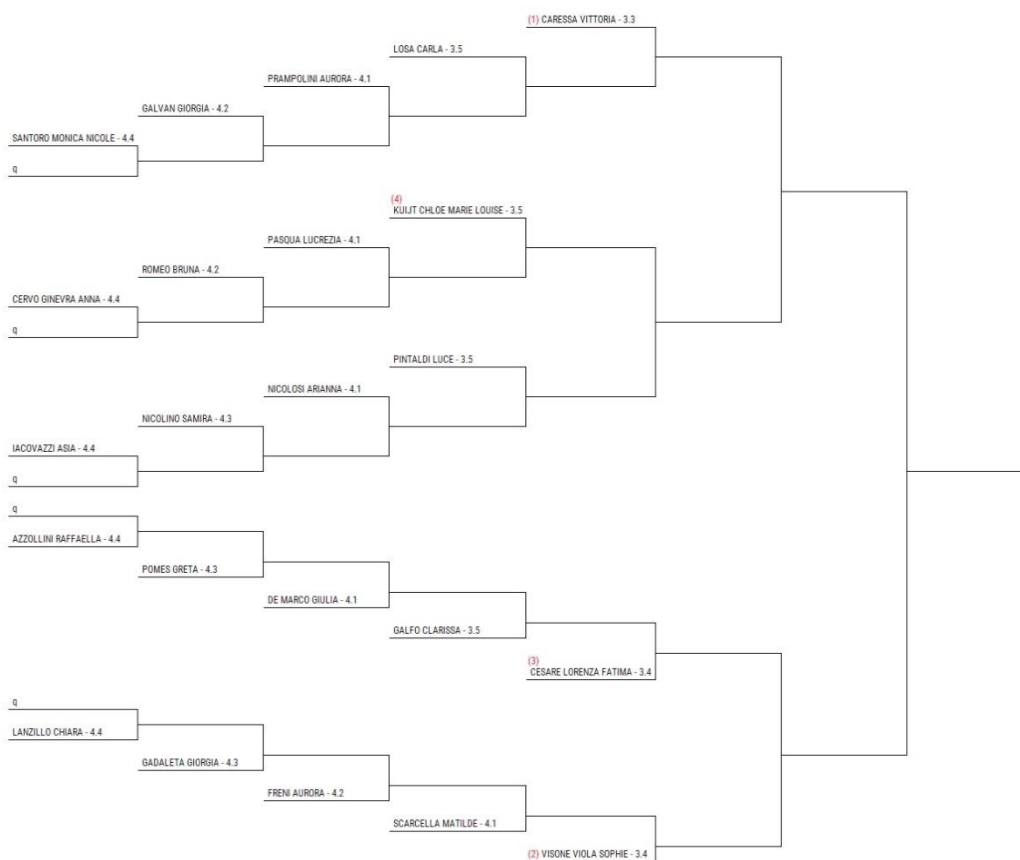 (1) CARESSA VITTORIA - 3.3
LOSA CARLA - 3.5
PRAMPOLINI AURORA - 4.1
GALVAN GIORGIA - 4.2
SANTORO MONICA NICOLE - 4.4
q
(4)
KUIJT CHLOE MARIE LOUISE - 3.5
PASQUA LUCREZIA - 4.1
ROMEO BRUNA - 4.2
CERVO GINEVRA ANNA - 4.4
q
PINTALDI LUCE - 3.5
NICOLOSI ARIANNA - 4.1
NICOLINO SAMIRA - 4.3
IACOVAZZI ASIA - 4.4
q
q
AZZOLLINI RAFFAELLA - 4.4
POMES GRETA - 4.3
DE MARCO GIULIA - 4.1
GALFO CLARISSA - 3.5
(3)
CESARE LORENZA FATIMA - 3.4
q
LANZILLO CHIARA - 4.4
GADALETA GIORGIA - 4.3
FRENI AURORA - 4.2
SCARCELLA MATILDE - 4.1
(2) VISONE VIOLA SOPHIE - 3.4